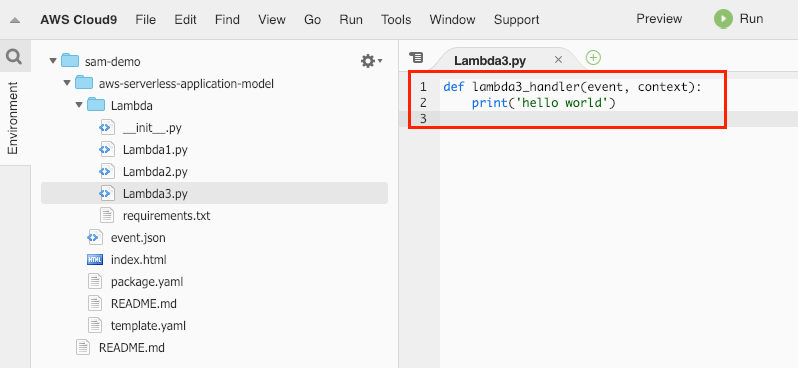 AWS Cloud9 Lambda File Edit Find Go Run Tools Window Support Preview Run
Environment
sam-demo
aws-serverless-application-model
Lambda
__init__.py
Lambda1.py
Lambda2.py
Lambda3.py
requirements.txt
event.json
HTML
index.html
package.yaml
README.md
template.yaml
README.md
Lambda3.py
1 def lambda3_handler(event, context):
2 print('hello world')
3